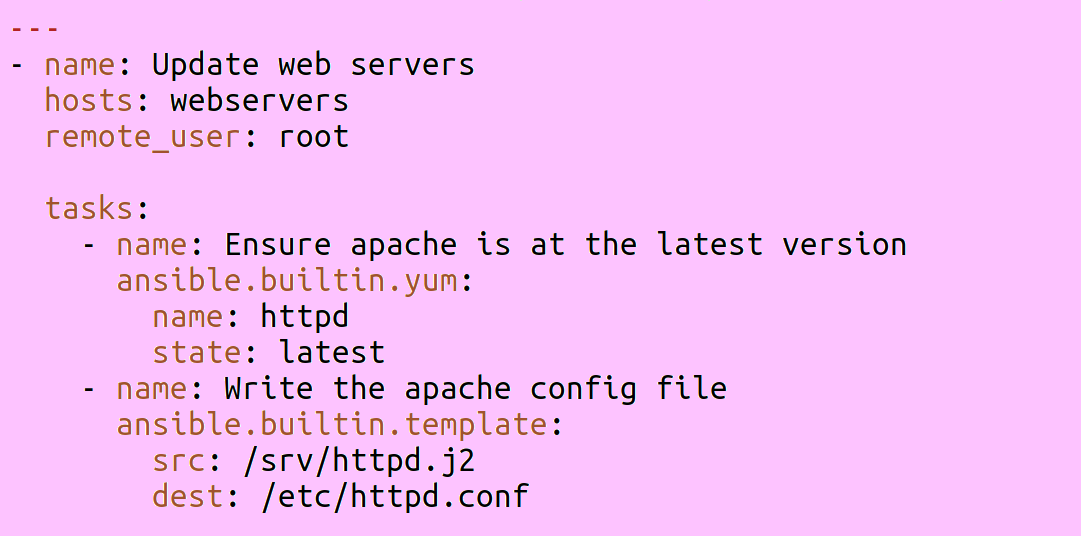 ---
- name: Update web servers
  hosts: webservers
  remote_user: root

  tasks:
    - name: Ensure apache is at the latest version
      ansible.builtin.yum:
        name: httpd
        state: latest
    - name: Write the apache config file
      ansible.builtin.template:
        src: /srv/httpd.j2
        dest: /etc/httpd.conf